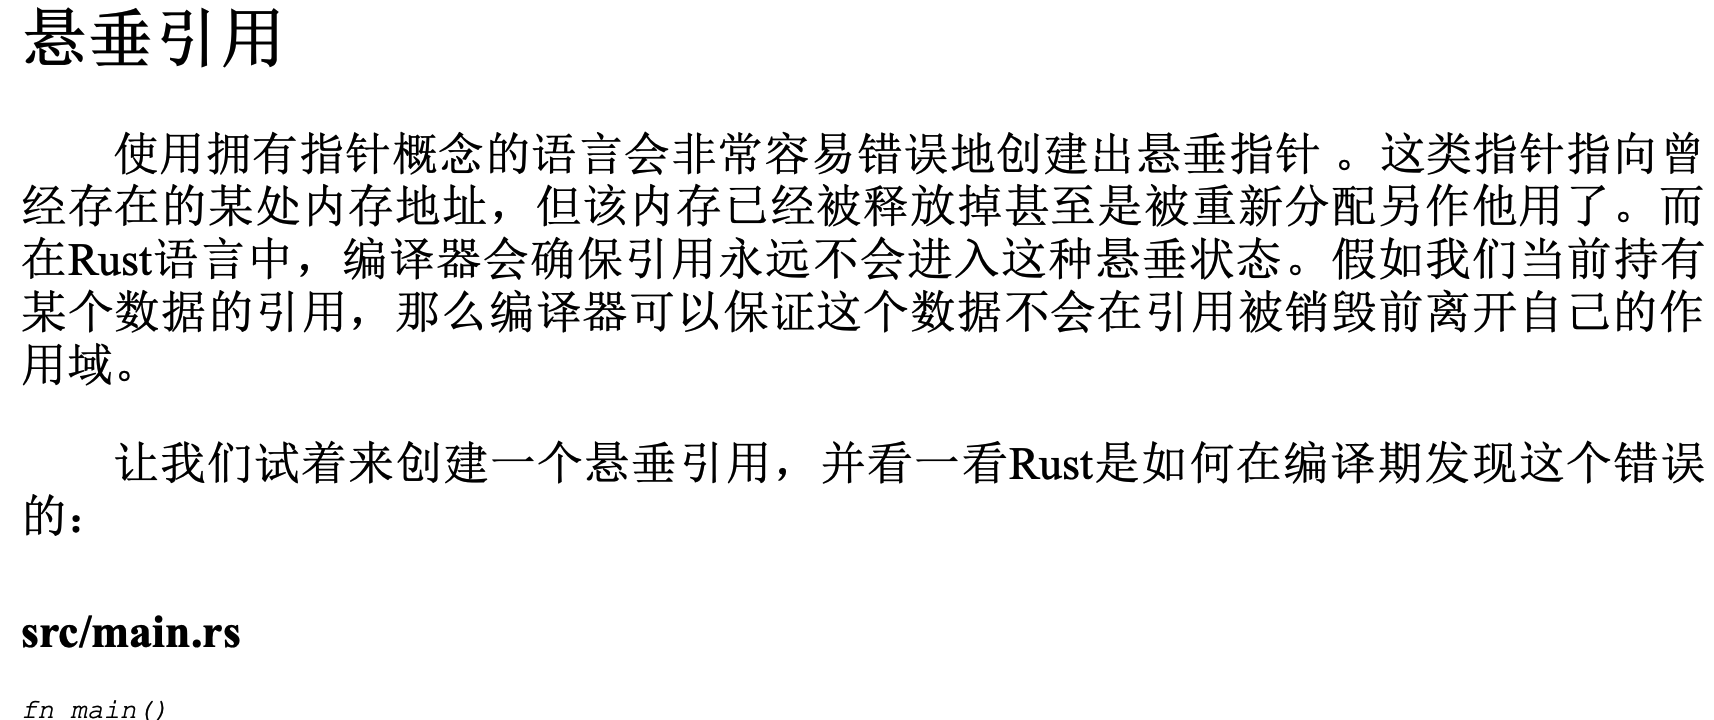 悬垂引用
使用拥有指针概念的语言会非常容易错误地创建出悬垂指针 。这类指针指向曾
经存在的某处内存地址，但该内存已经被释放掉甚至是被重新分配另作他用了。而
在Rust语言中，编译器会确保引用永远不会进入这种悬垂状态。假如我们当前持有
某个数据的引用，那么编译器可以保证这个数据不会在引用被销毁前离开自己的作
用域。
让我们试着来创建一个悬垂引用，并看一看Rust是如何在编译期发现这个错误
的：
src/main.rs
fn main()